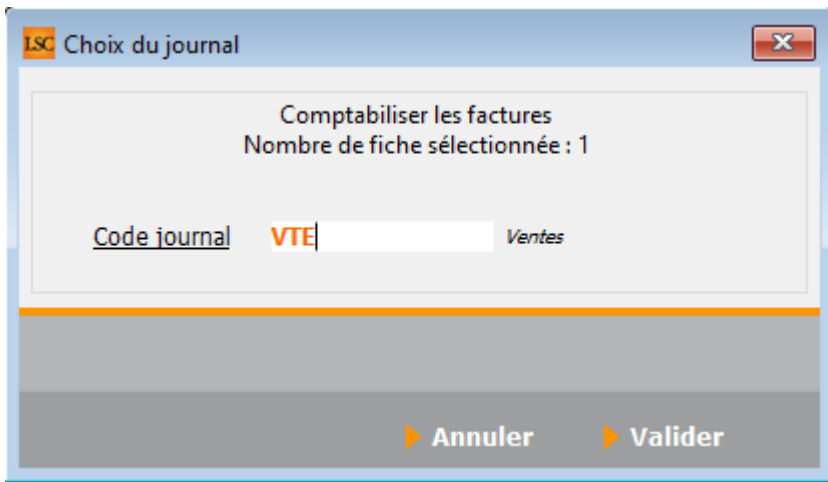 LSC Choix du journal
Comptabiliser les factures
Nombre de fiche sélectionnée : 1
Code journal VTE Ventes
Annuler Valider